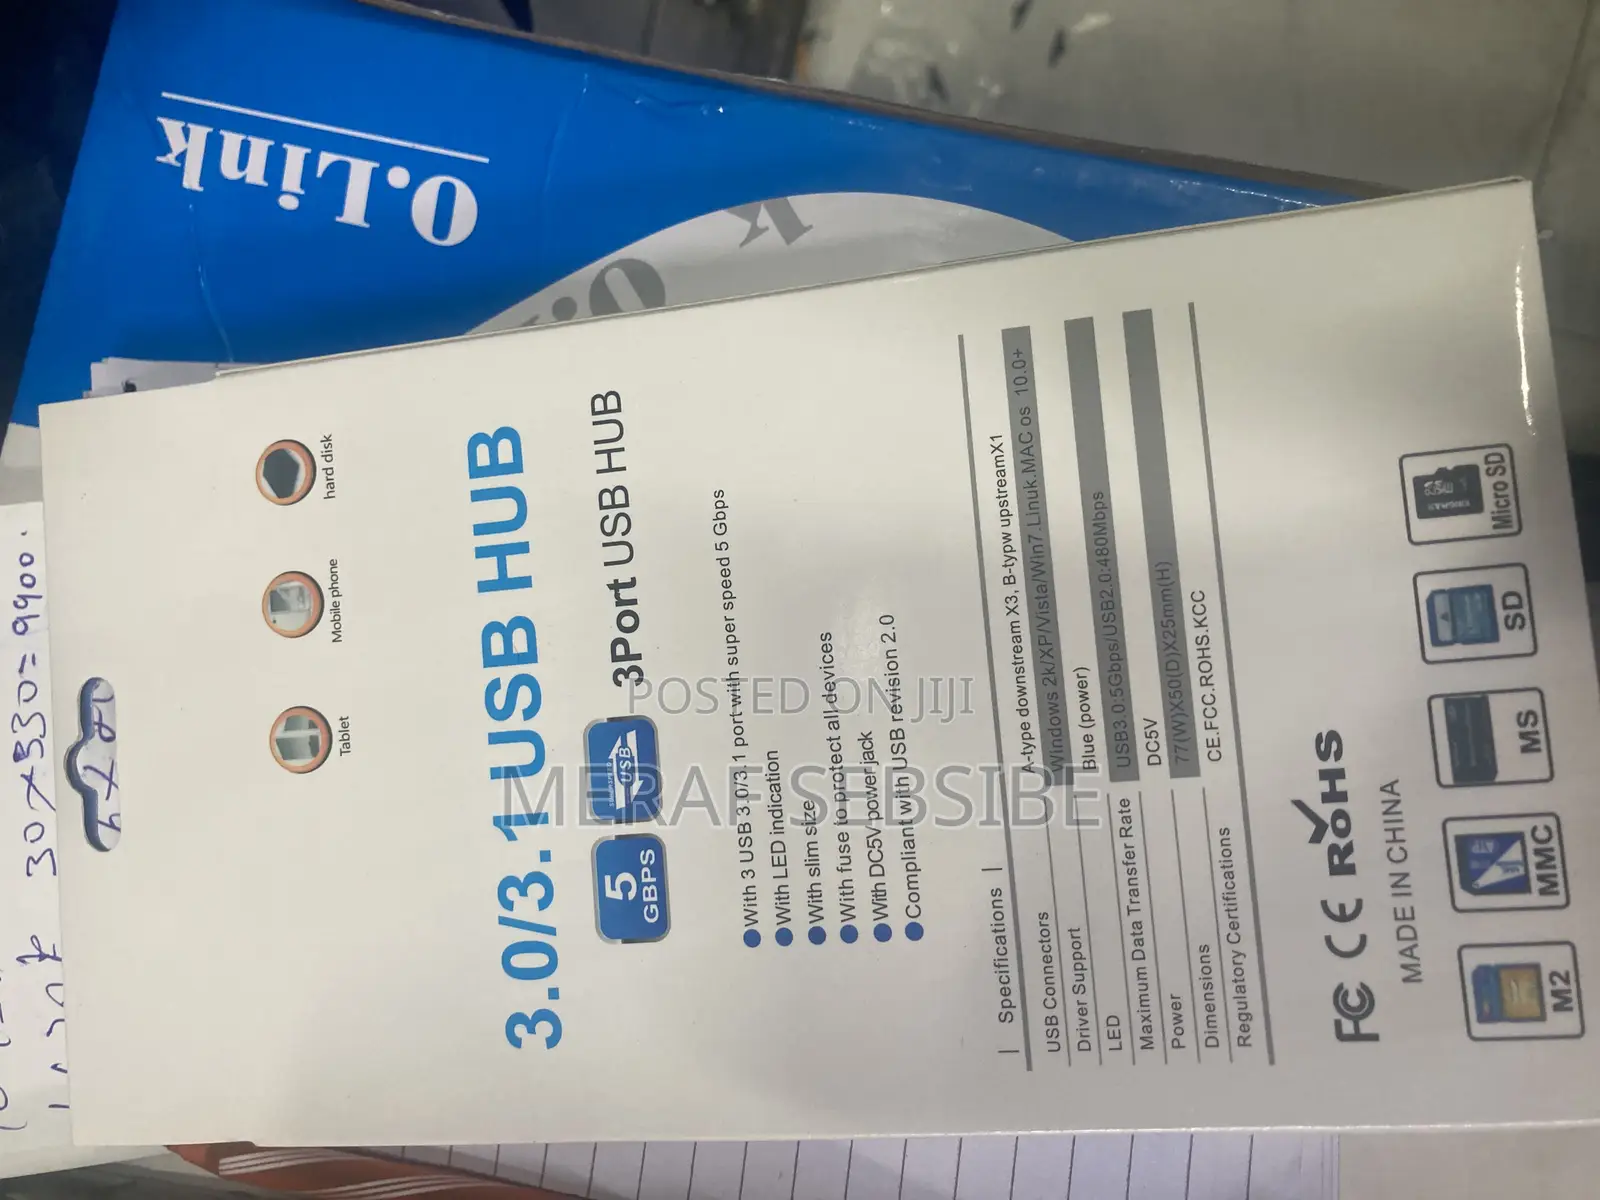 O.Link
O.
k
30 X 330 = 9900.
hard disk
Mobile phone
Tablet
3.0/3.1 USB HUB
5
GBPS
USB
3Port USB HUB
●With 3 USB 3.0/3.1 port with super speed 5 Gbps
●With LED indication
●With slim size
●With fuse to protect all devices
●With DC5V power jack
●Compliant with USB revision 2.0
Specifications
USB Connectors A-type downstream X3, B-typw upstreamX1
Driver Support Windows 2k/XP/Vista/Win7.Linuk.MAC os 10.0+
LED Blue (power)
Maximum Data Transfer Rate USB3.0:5Gbps/USB2.0:480Mbps
Power DC5V
Dimensions 77(W)X50(D)X25mm(H)
Regulatory Certifications CE.FCC.ROHS.KCC
FC CE RoHS
MADE IN CHINA
M2
MMC
MS
SD
Micro SD
POSTED ON JIJI
MERAF SEBSIBE